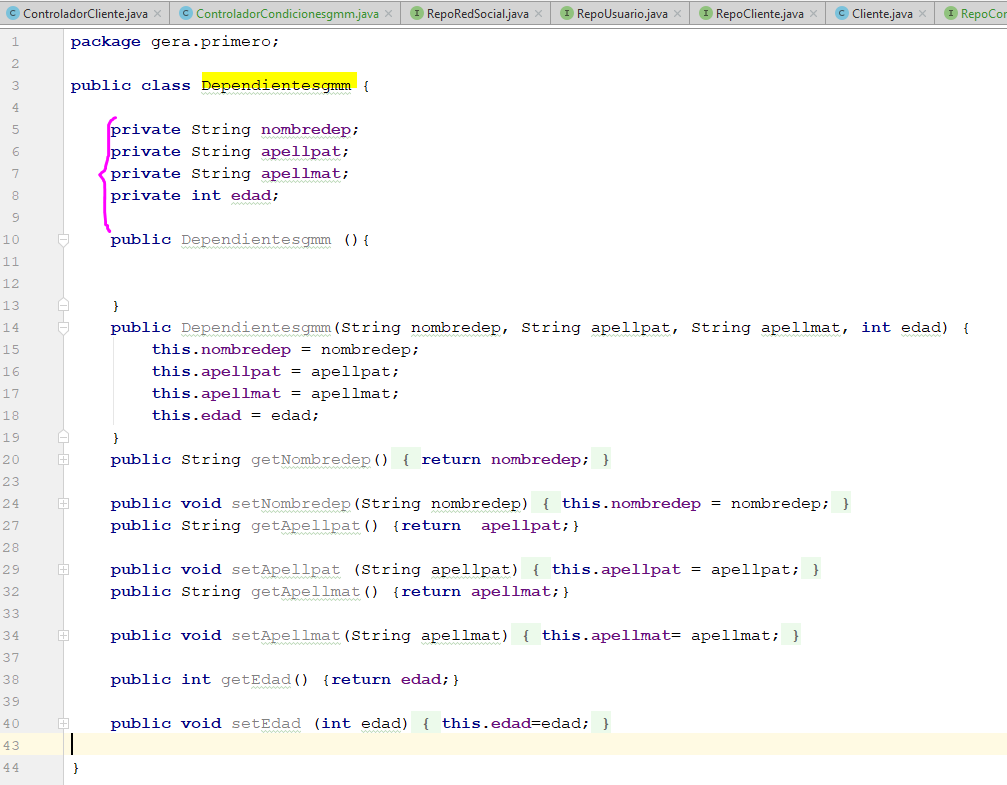 ControladorCliente.java ControladorCondicionesgmm.java RepoRedSocial.java RepoUsuario.java RepoCliente.java Cliente.java RepoCor
1 package gera.primero;
2
3 public class Dependientesgmm {
4
5 private String nombredep;
6 private String apellpat;
7 private String apellmat;
8 private int edad;
9
10 public Dependientesgmm (){
11
12
13 }
14 public Dependientesgmm(String nombredep, String apellpat, String apellmat, int edad) {
15 this.nombredep = nombredep;
16 this.apellpat = apellpat;
17 this.apellmat = apellmat;
18 this.edad = edad;
19 }
20 public String getNombredep() { return nombredep; }
23
24 public void setNombredep(String nombredep) { this.nombredep = nombredep; }
27 public String getApellpat() {return  apellpat;}
28
29 public void setApellpat (String apellpat) { this.apellpat = apellpat; }
32 public String getApellmat() {return apellmat;}
33
34 public void setApellmat(String apellmat) { this.apellmat= apellmat; }
37
38 public int getEdad() {return edad;}
39
40 public void setEdad (int edad) { this.edad=edad; }
43
44 }